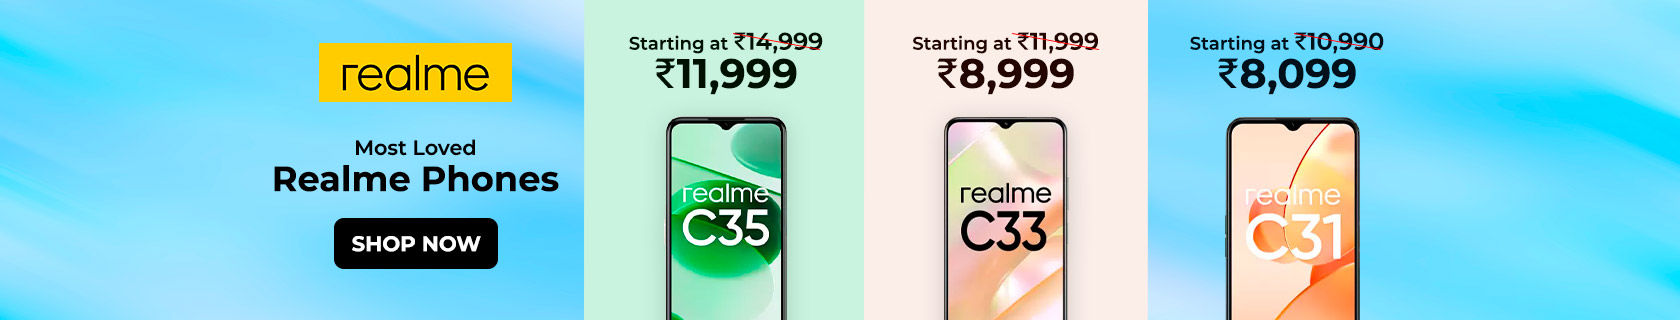 realme
Most Loved
Realme Phones
SHOP NOW
Starting at ₹14,999
₹11,999
realme
C35
Starting at ₹11,999
₹8,999
realme
C33
Starting at ₹10,990
₹8,099
realme
C31